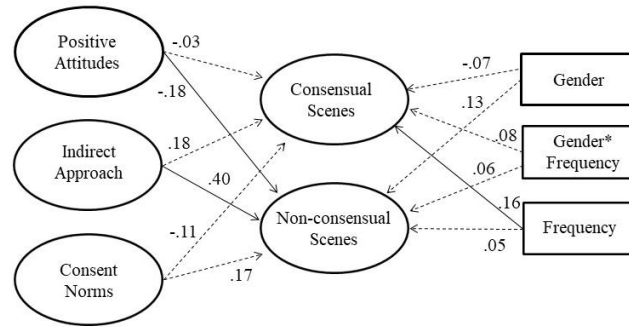 Positive
Attitudes
Indirect
Approach
Consent
Norms
-.03
-.18
.18
.40
-.11
.17
Consensual
Scenes
Non-consensual
Scenes
-.07
.13
.08
.06
.16
.05
Gender
Gender*
Frequency
Frequency